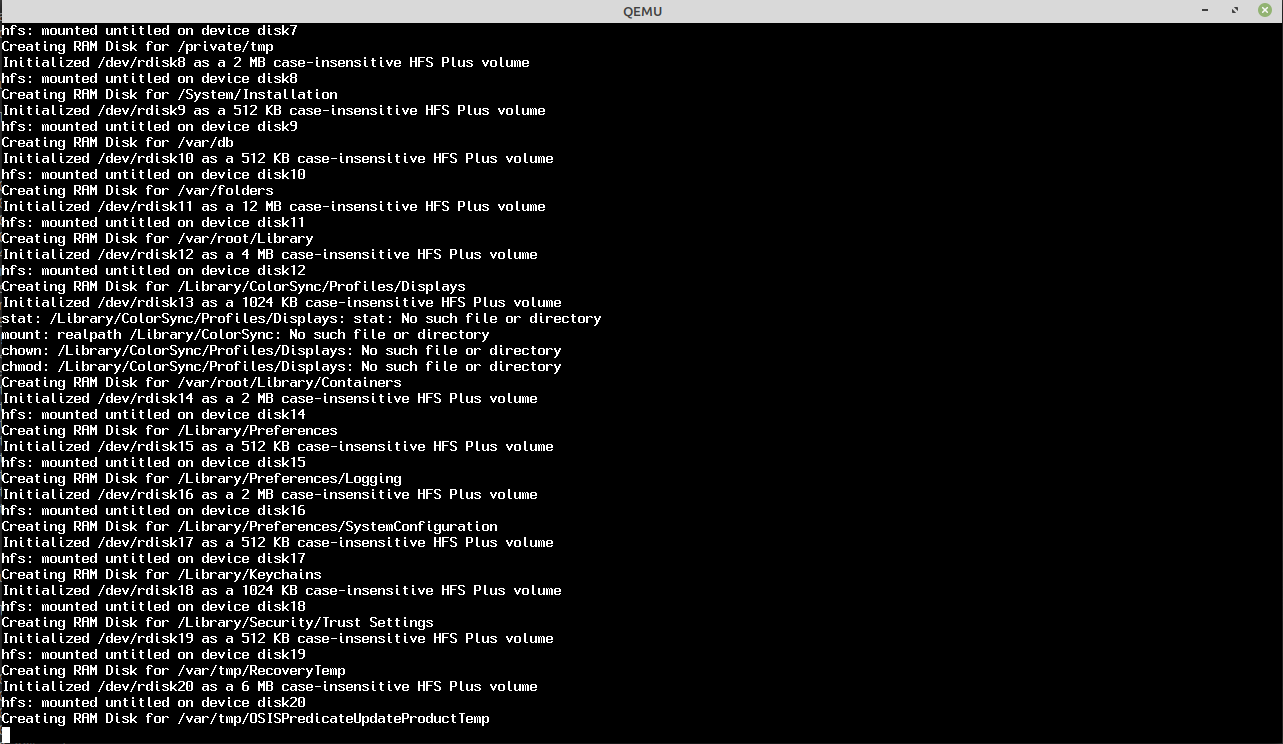 QEMU
hfs: mounted untitled on device disk7
Creating RAM Disk for /private/tmp
Initialized /dev/rdisk8 as a 2 MB case-insensitive HFS Plus volume
hfs: mounted untitled on device disk8
Creating RAM Disk for /System/Installation
Initialized /dev/rdisk9 as a 512 KB case-insensitive HFS Plus volume
hfs: mounted untitled on device disk9
Creating RAM Disk for /var/db
Initialized /dev/rdisk10 as a 512 KB case-insensitive HFS Plus volume
hfs: mounted untitled on device disk10
Creating RAM Disk for /var/folders
Initialized /dev/rdisk11 as a 12 MB case-insensitive HFS Plus volume
hfs: mounted untitled on device disk11
Creating RAM Disk for /var/root/Library
Initialized /dev/rdisk12 as a 4 MB case-insensitive HFS Plus volume
hfs: mounted untitled on device disk12
Creating RAM Disk for /Library/ColorSync/Profiles/Displays
Initialized /dev/rdisk13 as a 1024 KB case-insensitive HFS Plus volume
stat: /Library/ColorSync/Profiles/Displays: stat: No such file or directory
mount: realpath /Library/ColorSync: No such file or directory
chown: /Library/ColorSync/Profiles/Displays: No such file or directory
chmod: /Library/ColorSync/Profiles/Displays: No such file or directory
Creating RAM Disk for /var/root/Library/Containers
Initialized /dev/rdisk14 as a 2 MB case-insensitive HFS Plus volume
hfs: mounted untitled on device disk14
Creating RAM Disk for /Library/Preferences
Initialized /dev/rdisk15 as a 512 KB case-insensitive HFS Plus volume
hfs: mounted untitled on device disk15
Creating RAM Disk for /Library/Preferences/Logging
Initialized /dev/rdisk16 as a 2 MB case-insensitive HFS Plus volume
hfs: mounted untitled on device disk16
Creating RAM Disk for /Library/Preferences/SystemConfiguration
Initialized /dev/rdisk17 as a 512 KB case-insensitive HFS Plus volume
hfs: mounted untitled on device disk17
Creating RAM Disk for /Library/Keychains
Initialized /dev/rdisk18 as a 1024 KB case-insensitive HFS Plus volume
hfs: mounted untitled on device disk18
Creating RAM Disk for /Library/Security/Trust Settings
Initialized /dev/rdisk19 as a 512 KB case-insensitive HFS Plus volume
hfs: mounted untitled on device disk19
Creating RAM Disk for /var/tmp/RecoveryTemp
Initialized /dev/rdisk20 as a 6 MB case-insensitive HFS Plus volume
hfs: mounted untitled on device disk20
Creating RAM Disk for /var/tmp/OSISPredicateUpdateProductTemp